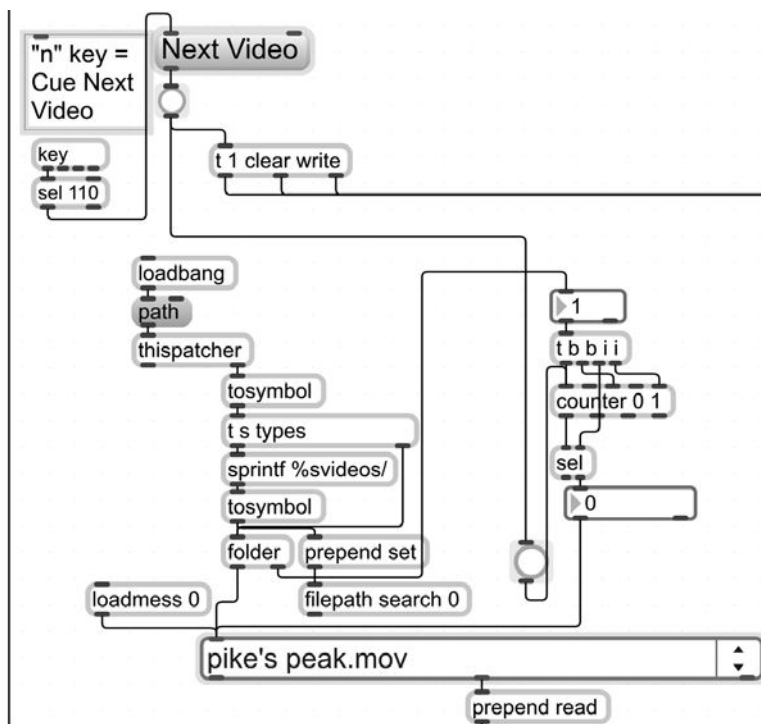 Next Video
"n" key =
Cue Next
Video
key
sel 110
t 1 clear write
loadbang
path
thispatcher
1
t b b i i
tosymbol
counter 0 1
t s types
sprintf %svideos/
sel
tosymbol
0
folder
prepend set
loadmess 0
filepath search 0
pike's peak.mov
prepend read